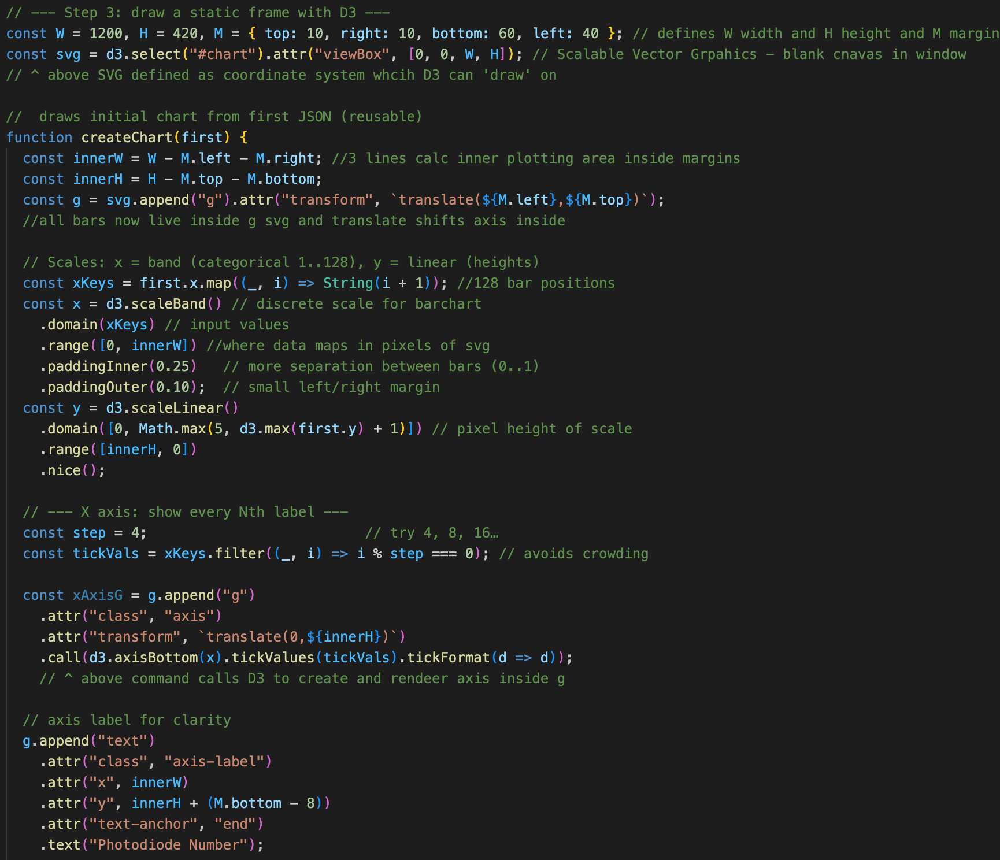 // --- Step 3: draw a static frame with D3 ---
const W = 1200, H = 420, M = { top: 10, right: 10, bottom: 60, left: 40 }; // defines W width and H height and M margin
const svg = d3.select("#chart").attr("viewBox", [0, 0, W, H]); // Scalable Vector Grpahics - blank cnavas in window
// ^ above SVG defined as coordinate system whcih D3 can 'draw' on

//  draws initial chart from first JSON (reusable)
function createChart(first) {
  const innerW = W - M.left - M.right; //3 lines calc inner plotting area inside margins
  const innerH = H - M.top - M.bottom;
  const g = svg.append("g").attr("transform", `translate(${M.left},${M.top})`);
  //all bars now live inside g svg and translate shifts axis inside

  // Scales: x = band (categorical 1..128), y = linear (heights)
  const xKeys = first.x.map((_, i) => String(i + 1)); //128 bar positions
  const x = d3.scaleBand() // discrete scale for barchart
    .domain(xKeys) // input values
    .range([0, innerW]) //where data maps in pixels of svg
    .paddingInner(0.25)   // more separation between bars (0..1)
    .paddingOuter(0.10);  // small left/right margin
  const y = d3.scaleLinear()
    .domain([0, Math.max(5, d3.max(first.y) + 1)]) // pixel height of scale
    .range([innerH, 0])
    .nice();

  // --- X axis: show every Nth label ---
  const step = 4;                          // try 4, 8, 16…
  const tickVals = xKeys.filter((_, i) => i % step === 0); // avoids crowding

  const xAxisG = g.append("g")
    .attr("class", "axis")
    .attr("transform", `translate(0,${innerH})`)
    .call(d3.axisBottom(x).tickValues(tickVals).tickFormat(d => d));
    // ^ above command calls D3 to create and rendeer axis inside g

  // axis label for clarity
  g.append("text")
    .attr("class", "axis-label")
    .attr("x", innerW)
    .attr("y", innerH + (M.bottom - 8))
    .attr("text-anchor", "end")
    .text("Photodiode Number");